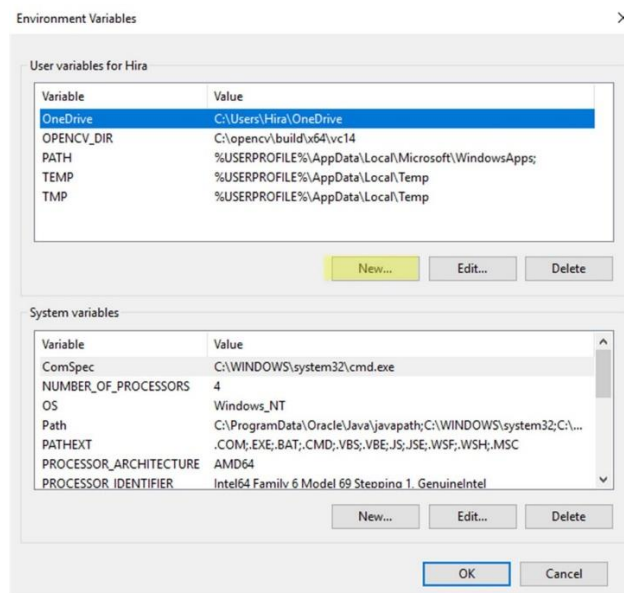 Environment Variables
User variables for Hira
Variable Value
OneDrive C:\Users\Hira\OneDrive
OPENCV_DIR C:\opencv\build\x64\vc14
PATH %USERPROFILE%\AppData\Local\Microsoft\WindowsApps;
TEMP %USERPROFILE%\AppData\Local\Temp
TMP %USERPROFILE%\AppData\Local\Temp
New... Edit... Delete
System variables
Variable Value
ComSpec C:\WINDOWS\system32\cmd.exe
NUMBER_OF_PROCESSORS 4
OS Windows_NT
Path C:\ProgramData\Oracle\Java\javapath;C:\WINDOWS\system32;C:\...
PATHEXT .COM;.EXE;.BAT;.CMD;.VBS;.VBE;.JS;.JSE;.WSF;.WSH;.MSC
PROCESSOR_ARCHITECTURE AMD64
PROCESSOR_IDENTIFIER Intel64 Family 6 Model 69 Stepping 1, GenuineIntel
New... Edit... Delete
OK Cancel